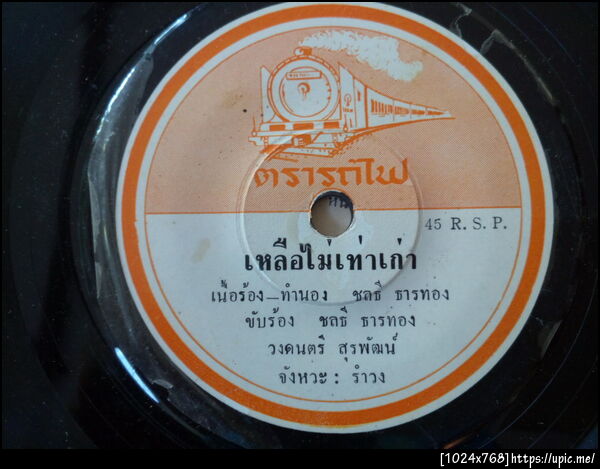 ตรารถไฟ
45 R. S. P.
เหลือไม่เท่าเก่า
เนื้อร้อง—ทำนอง ชลธี ธารทอง
ขับร้อง ชลธี ธารทอง
วงดนตรี สุรพัฒน์
จังหวะ : รำวง
[1024x768]https://upic.me/